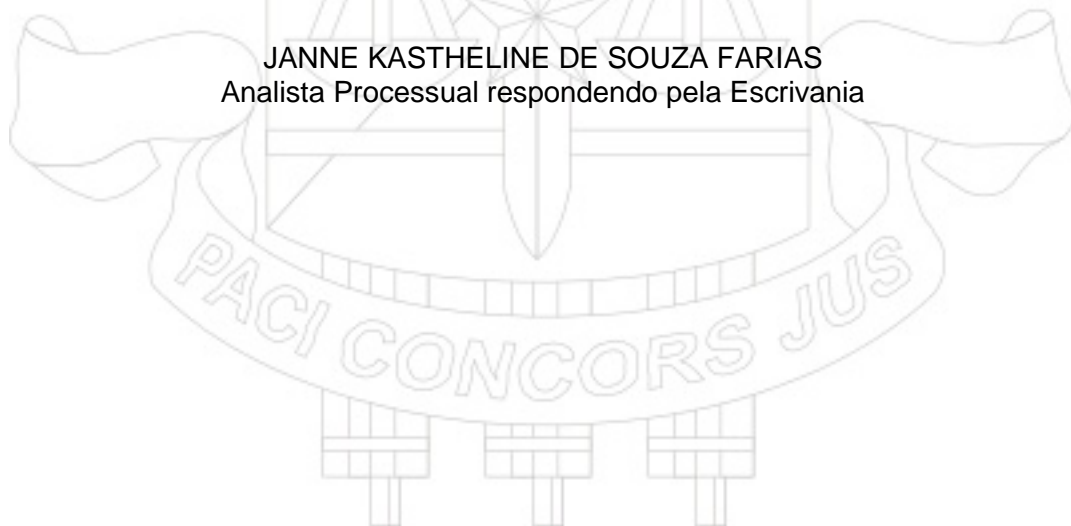 JANNE KASTHELINE DE SOUZA FARIAS
Analista Processual respondendo pela Escrivania
PACI CONCORS JUS